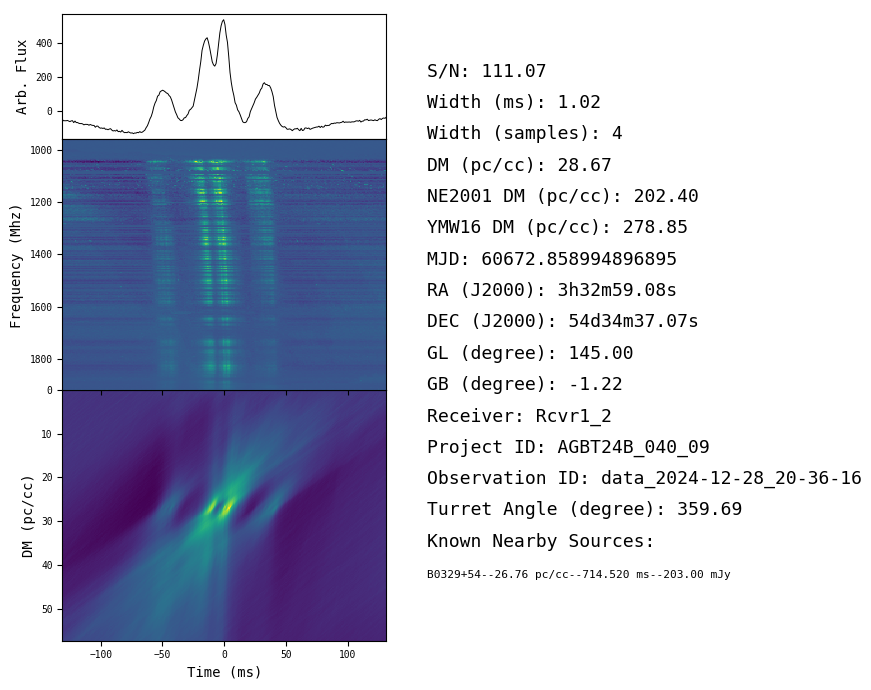 Arb. Flux
400
200
0
Frequency (Mhz)
1000
1200
1400
1600
1800
DM (pc/cc)
0
10
20
30
40
50
−100
−50
0
50
100
Time (ms)
S/N: 111.07
Width (ms): 1.02
Width (samples): 4
DM (pc/cc): 28.67
NE2001 DM (pc/cc): 202.40
YMW16 DM (pc/cc): 278.85
MJD: 60672.858994896895
RA (J2000): 3h32m59.08s
DEC (J2000): 54d34m37.07s
GL (degree): 145.00
GB (degree): -1.22
Receiver: Rcvr1_2
Project ID: AGBT24B_040_09
Observation ID: data_2024-12-28_20-36-16
Turret Angle (degree): 359.69
Known Nearby Sources:
B0329+54--26.76 pc/cc--714.520 ms--203.00 mJy